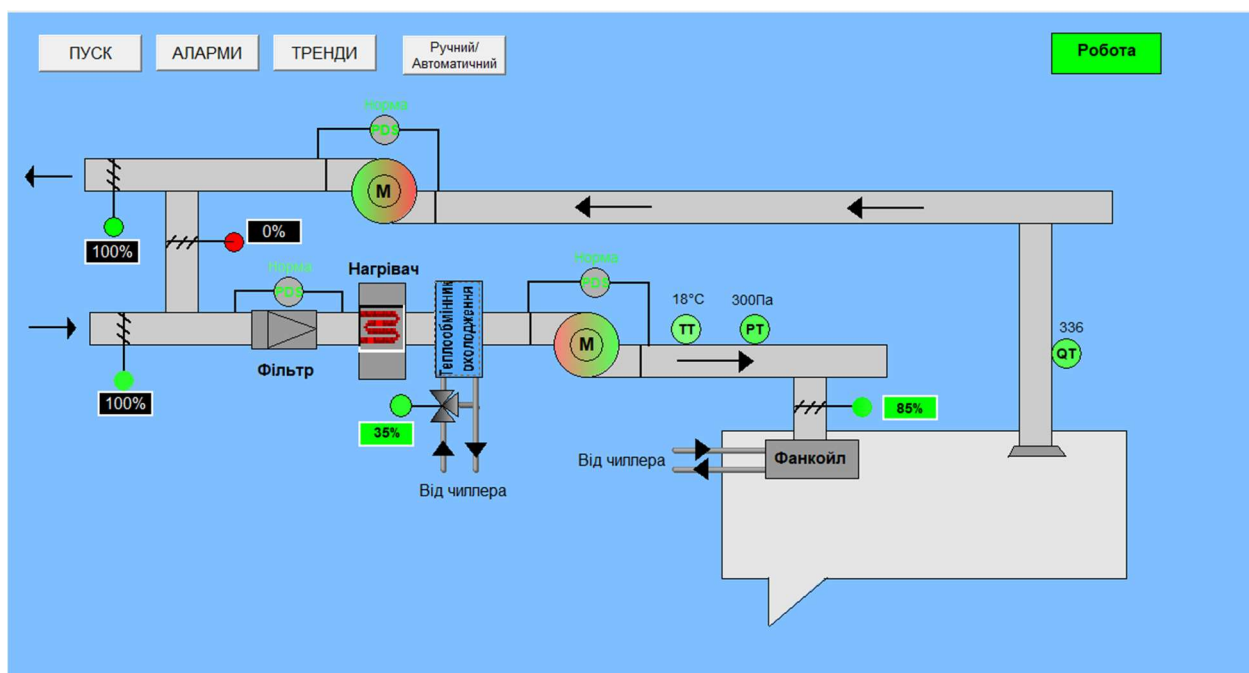 ПУСК
АЛАРМИ
ТРЕНДИ
Ручний/
Автоматичний
Робота
Норма
PDS
M
100%
0%
Норма
PDS
Нагрівач
Теплообмінник
охолодження
Норма
PDS
M
18°C
300Па
TT
PT
336
QT
Фільтр
100%
35%
85%
Від чиллера
Фанкойл
Від чиллера